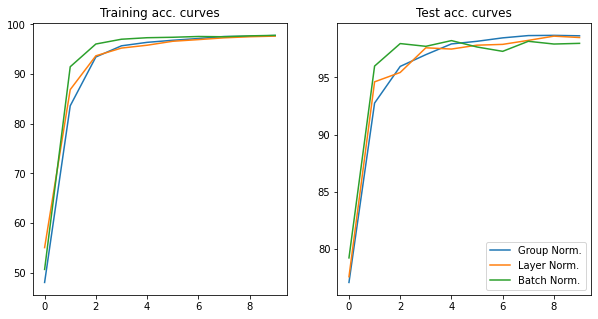 Training acc. curves
100
90
80
70
60
50
0 2 4 6 8
Test acc. curves
95
90
85
80
0 2 4 6 8
Group Norm.
Layer Norm.
Batch Norm.